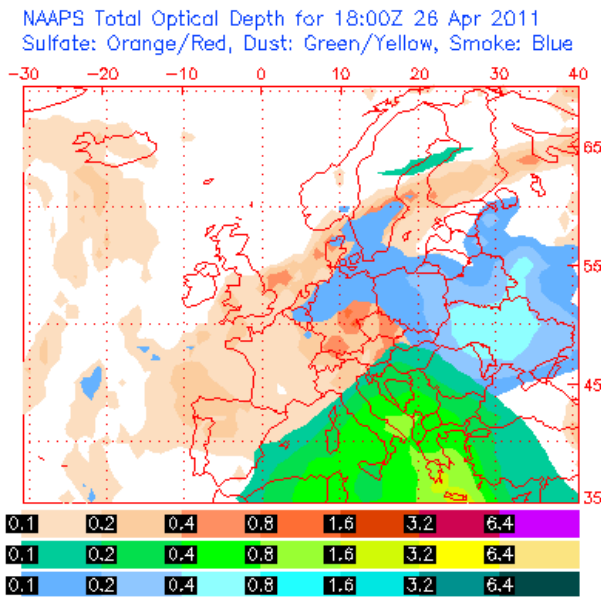 NAAPS Total Optical Depth for 18:00Z 26 Apr 2011
Sulfate: Orange/Red, Dust: Green/Yellow, Smoke: Blue
-30 -20 -10 0 10 20 30 40
65
55
45
35
0.1 0.2 0.4 0.8 1.6 3.2 6.4
0.1 0.2 0.4 0.8 1.6 3.2 6.4
0.1 0.2 0.4 0.8 1.6 3.2 6.4